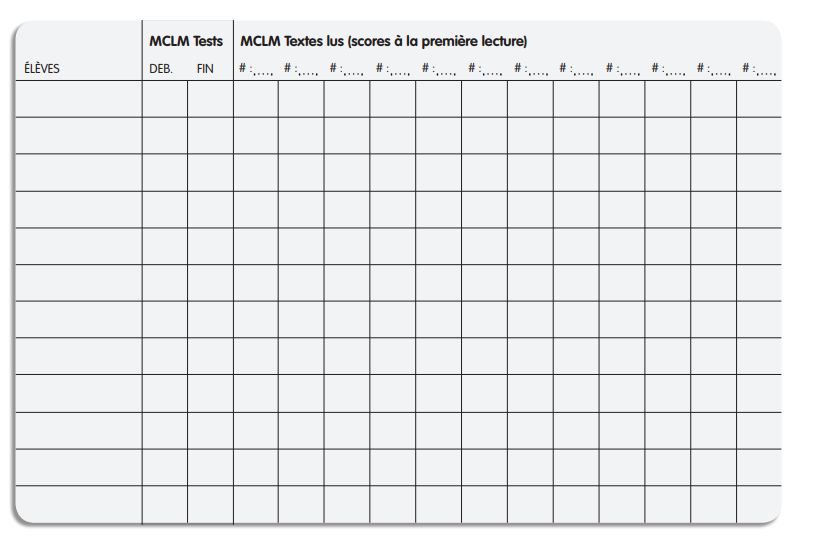 MCLM Tests MCLM Textes lus (scores à la première lecture)
ÉLÈVES DEB. FIN # :.,... # :.,... # :.,... # :.,... # :.,... # :.,... # :.,... # :.,... # :.,... # :.,... # :.,... # :.,...